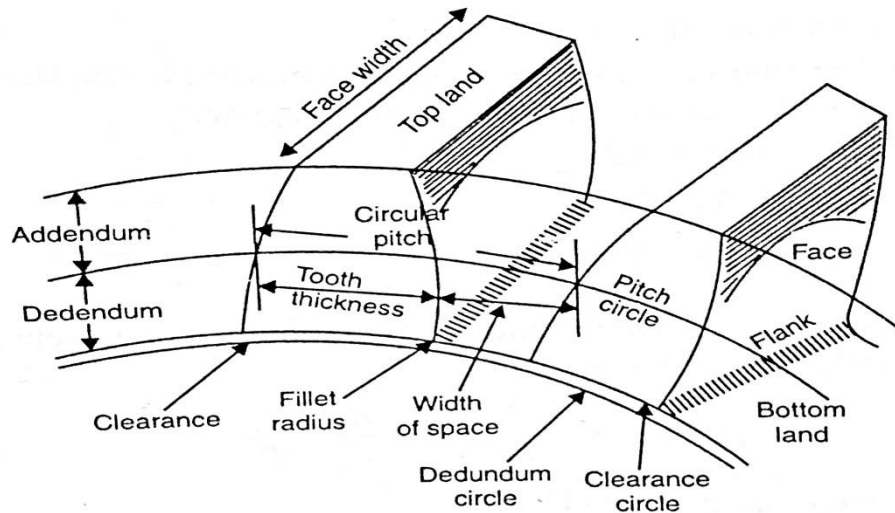 Face width
Top land
Addendum
Circular
pitch
Face
Dedendum
Tooth
thickness
Pitch
circle
Flank
Clearance
Fillet
radius
Width
of space
Bottom
land
Dedundum
circle
Clearance
circle